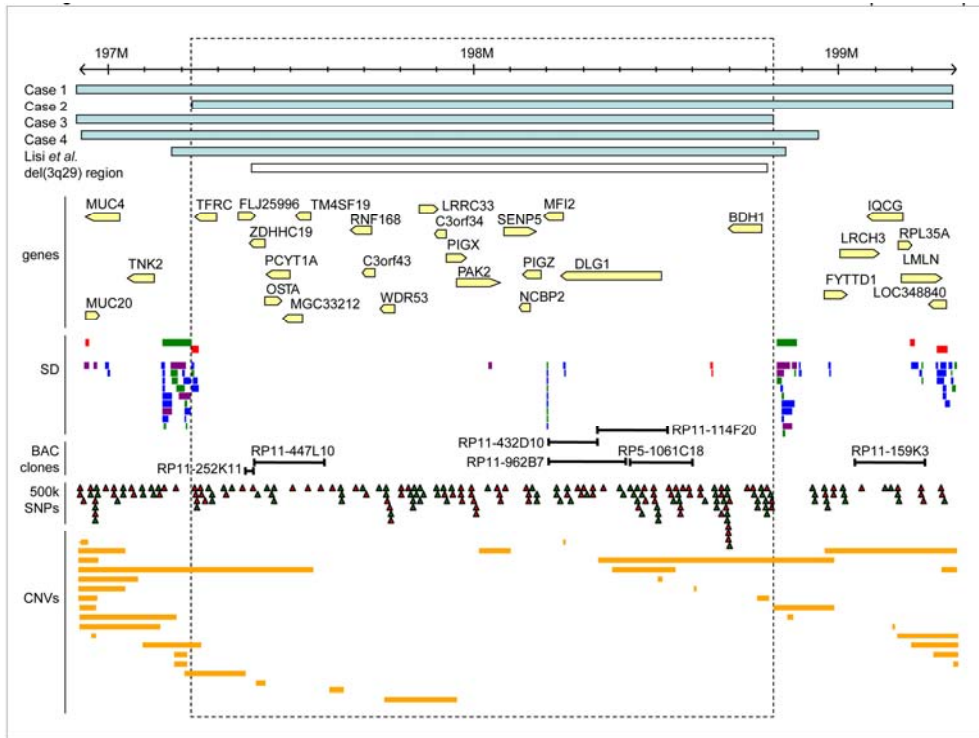 197M 198M 199M
Case 1
Case 2
Case 3
Case 4
Lisi et al.
del(3q29) region
MUC4 TFRC FLJ25996 TM4SF19 LRRC33 MFI2 IQCG
ZDHHC19 RNF168 C3orf34 SENP5 BDH1 LRCH3 RPL35A
TNK2 PCYT1A C3orf43 PIGX PIGZ DLG1 LMLN
genes
PAK2 FYTTD1
MUC20 OSTA WDR53 NCBP2 LOC348840
MGC33212
SD
RP11-114F20
RP11-432D10
BAC
clones
RP11-252K11 RP11-447L10 RP11-962B7 RP5-1061C18 RP11-159K3
500k
SNPs
CNVs